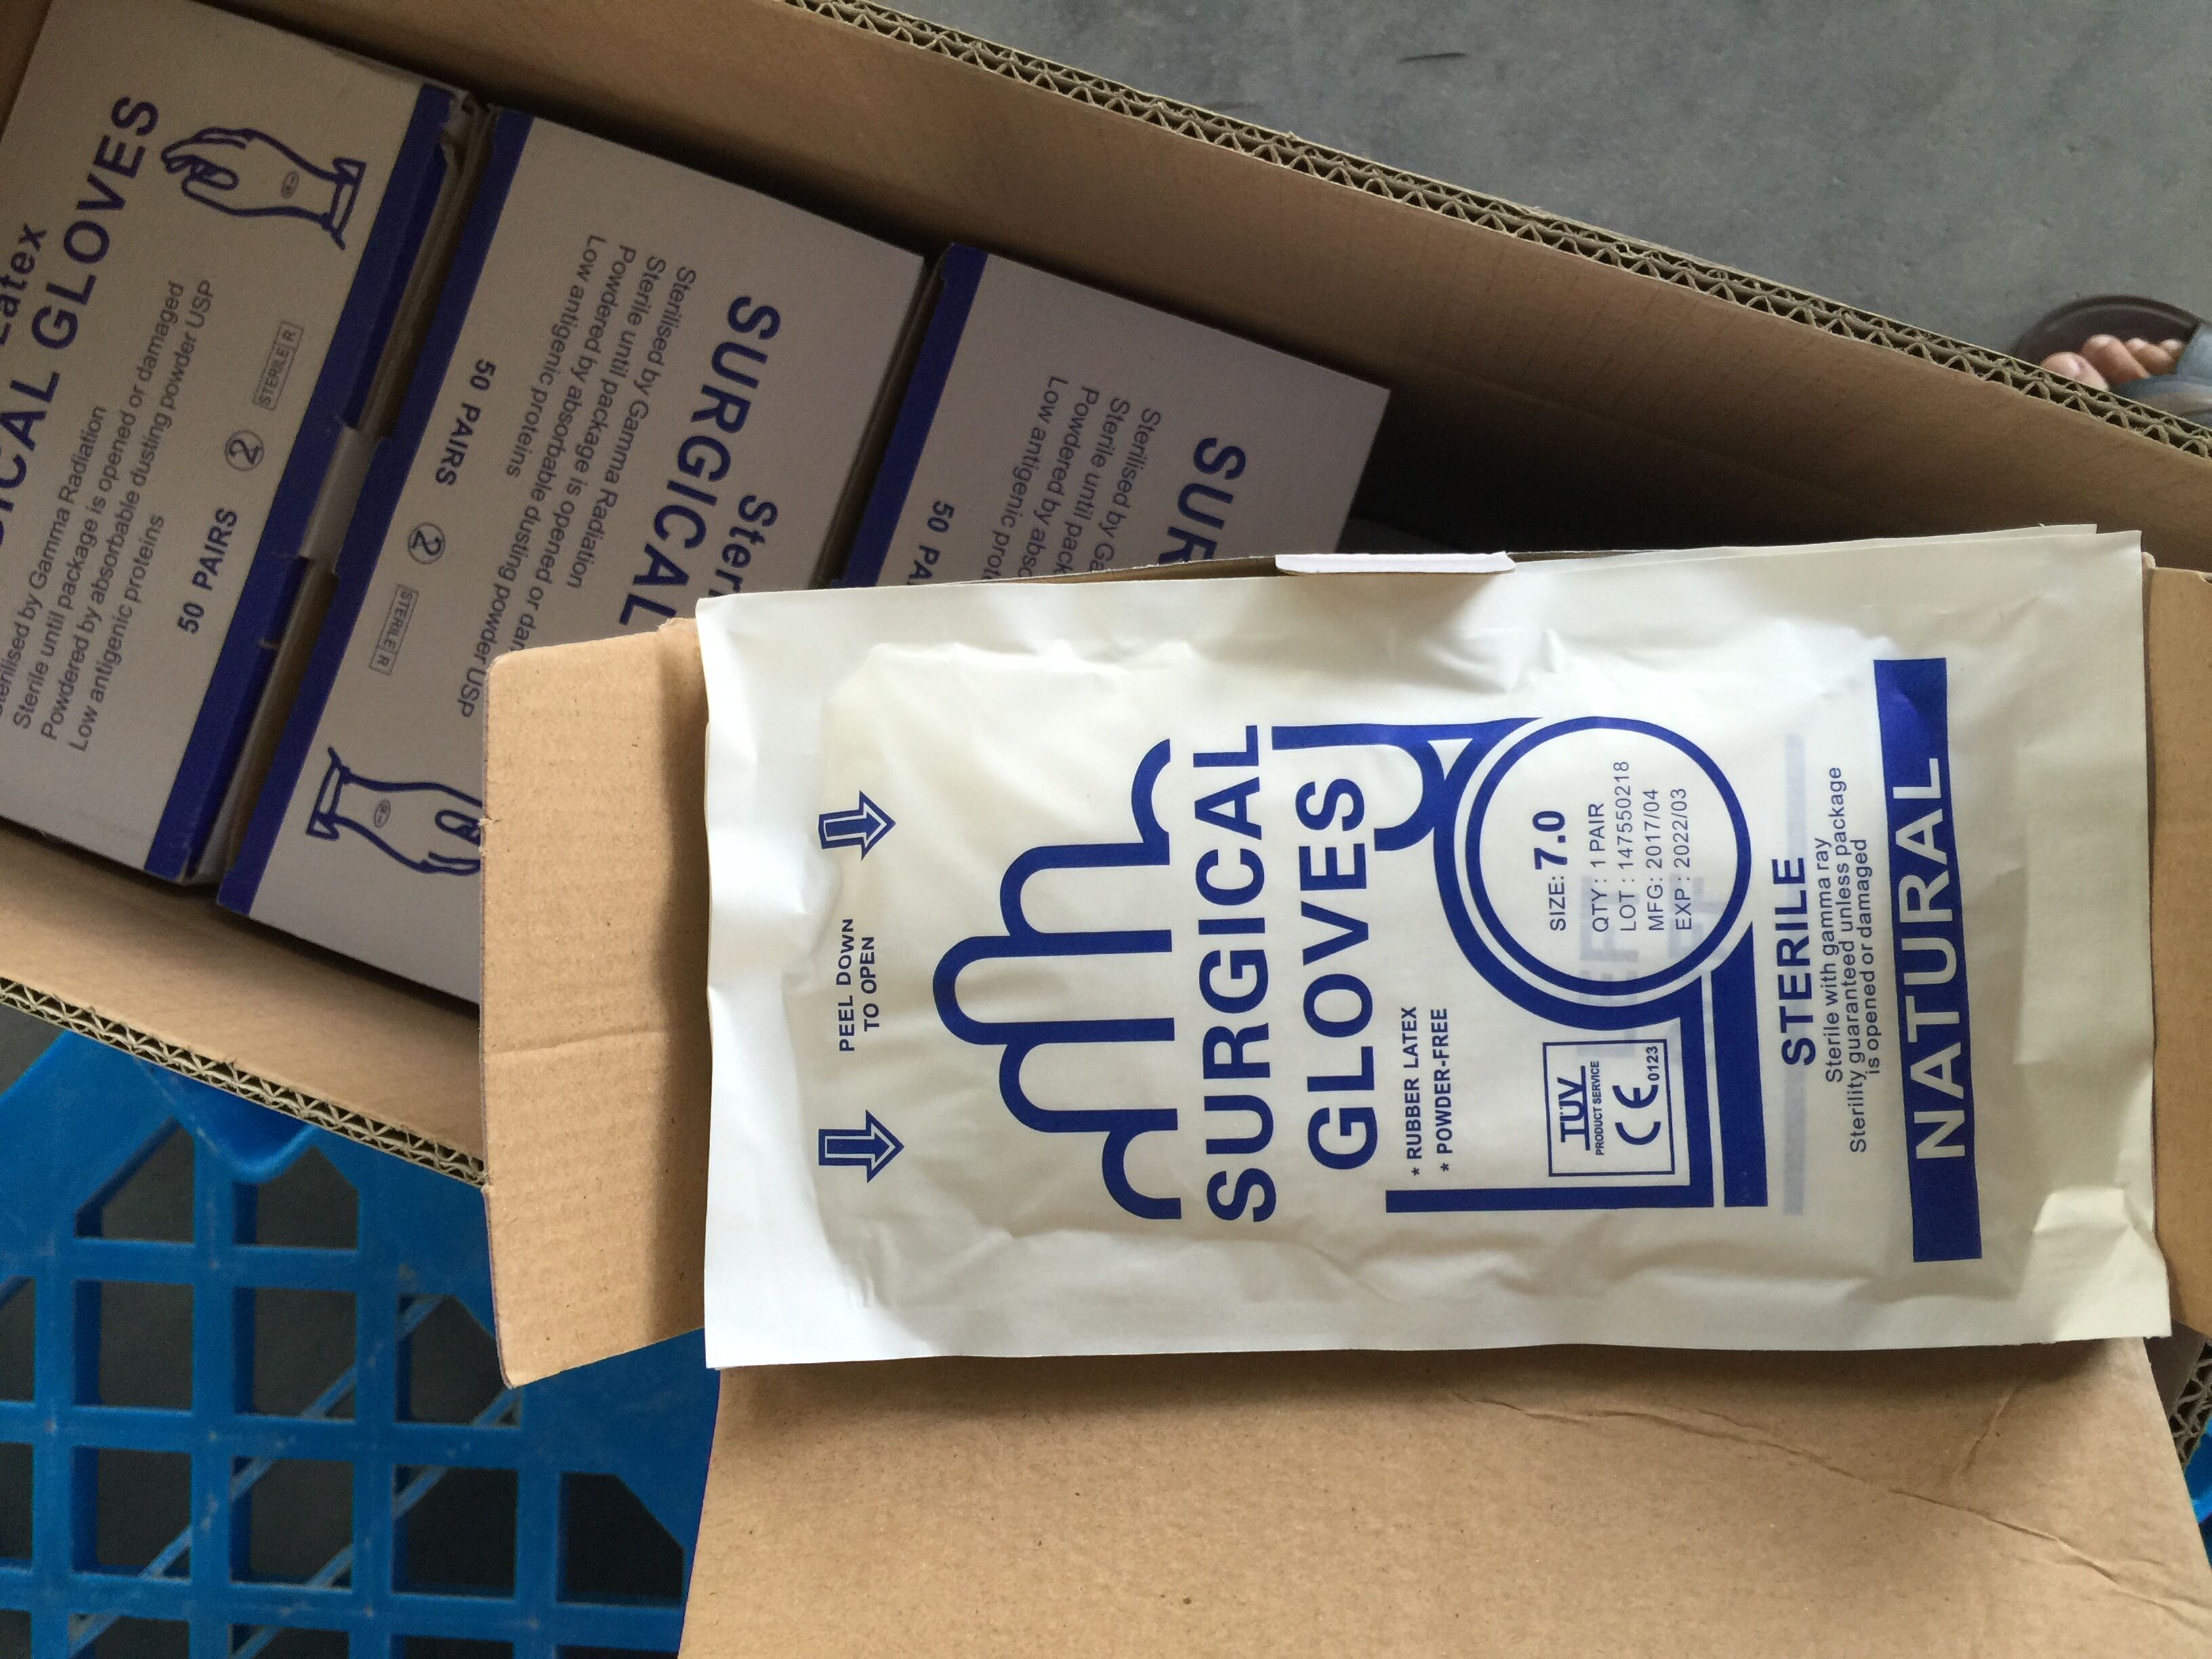 PEEL DOWN
TO OPEN
SURGICAL
GLOVES
* RUBBER LATEX
* POWDER-FREE
TÜV
PRODUCT SERVICE
CE 0123
SIZE: 7.0
QTY : 1 PAIR
LOT : 147550218
MFG: 2017/04
EXP : 2022/03
STERILE
Sterile with gamma ray
Sterility guaranteed unless package
is opened or damaged
NATURAL
Latex
GLOVES
by Gamma Radiation
Sterile until package is opened or damaged
Powdered by absorbable dusting powder USP
Low antigenic proteins
50 PAIRS
2
STERILE R
SURGICAL
Sterilised by Gamma Radiation
Sterile until package is opened or
Powdered by absorbable dusting powder USP
Low antigenic proteins
50 PAIRS
2
STERILE R
Sterilised by
Sterile until
Powdered by
Low antigenic
50